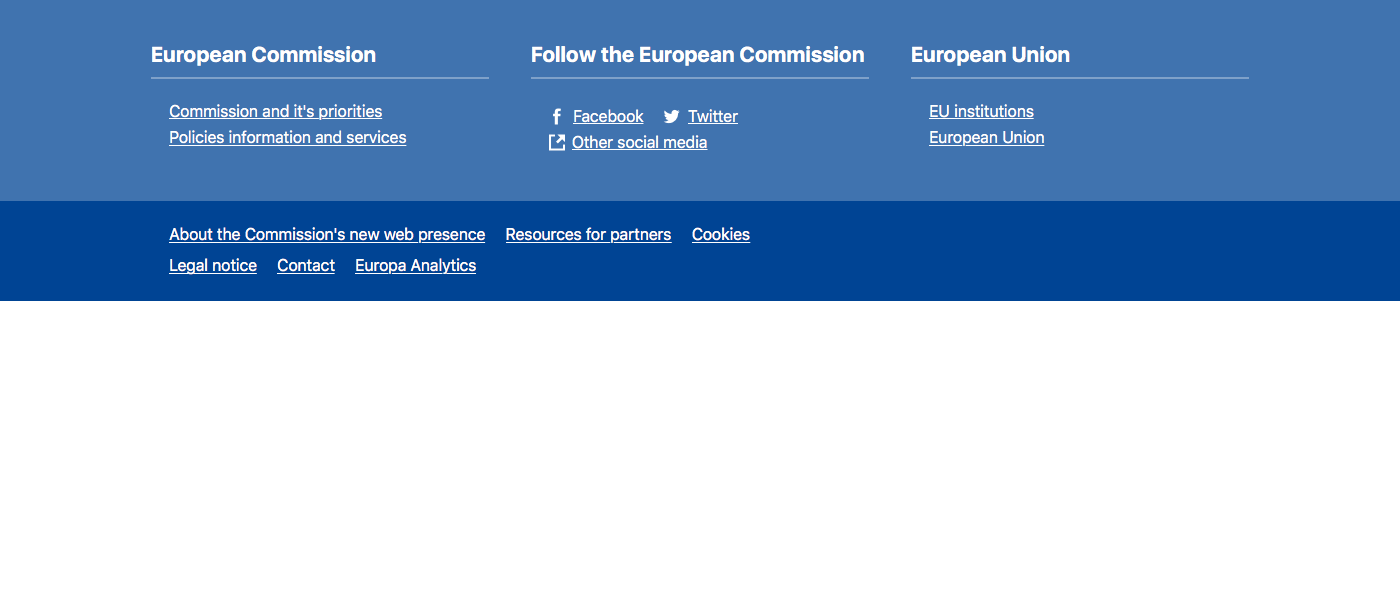 European Commission
Commission and it's priorities
Policies information and services
Follow the European Commission
Facebook Twitter
Other social media
European Union
EU institutions
European Union
About the Commission's new web presence Resources for partners Cookies
Legal notice Contact Europa Analytics